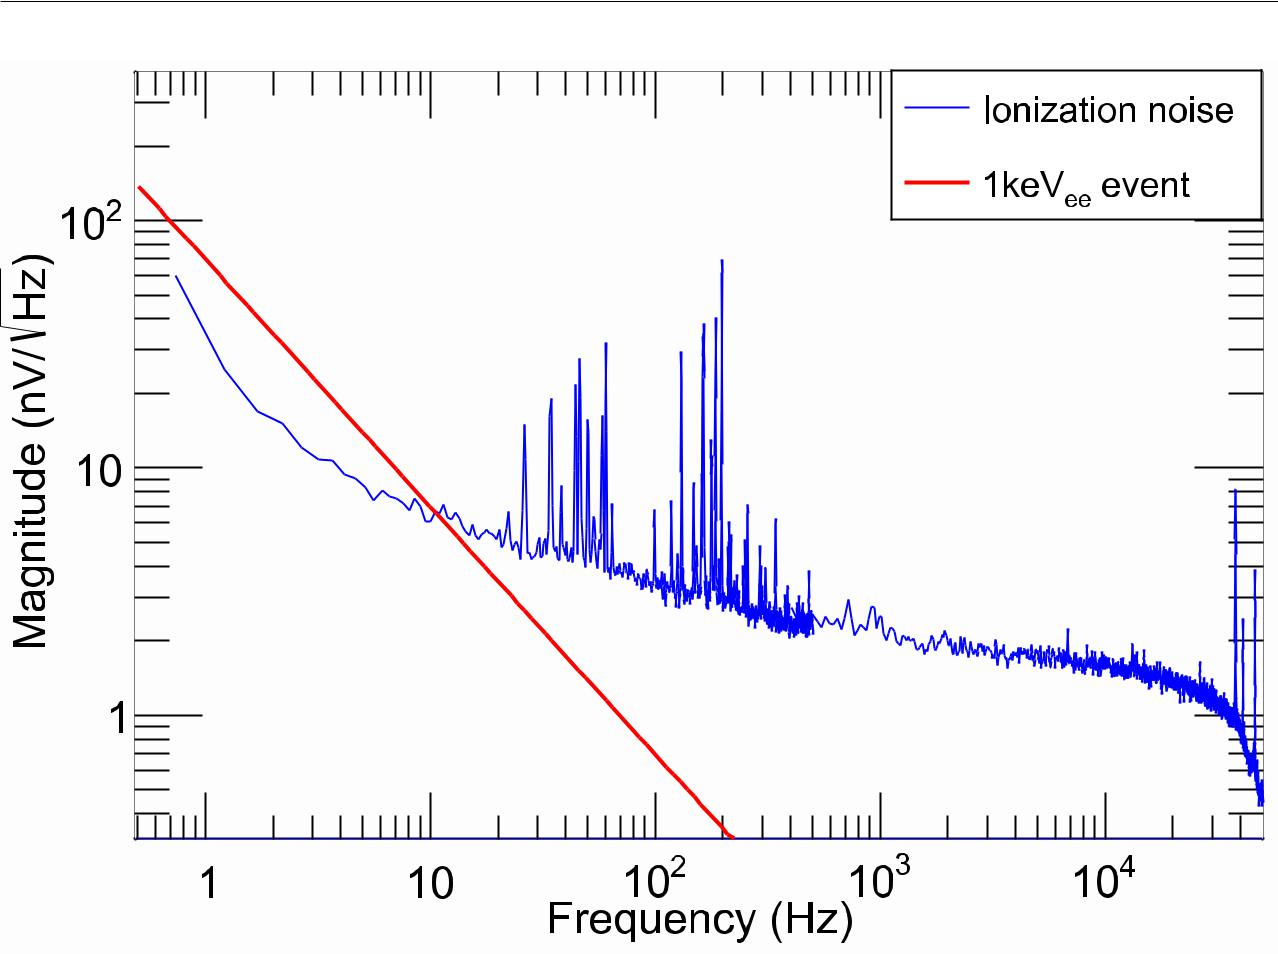 Ionization noise
1keVee event
10²
10
1
Magnitude (nV/√Hz)
1 10 10² 10³ 10⁴
Frequency (Hz)